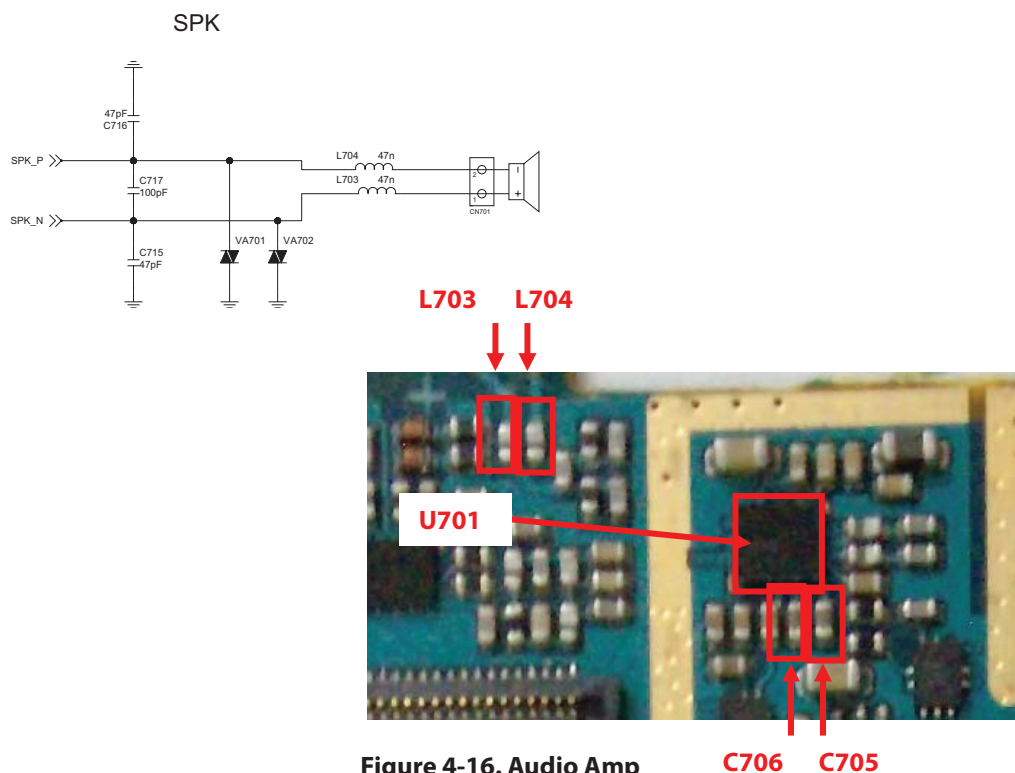 SPK
47pF
C716
SPK_P
C717
100pF
SPK_N
C715
47pF
VA701
VA702
L704 47n
L703 47n
2
1
CN701
–
+
L703 L704
U701
C706 C705
Figure 4-16. Audio Amp